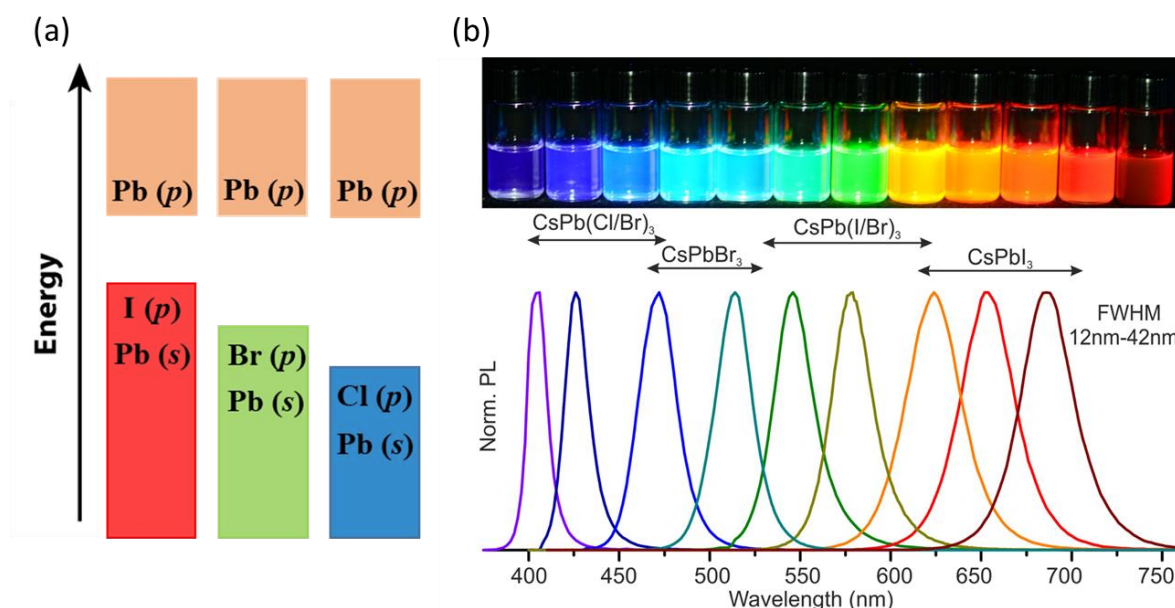 (a)
Energy
Pb (p)
Pb (p)
Pb (p)
I (p)
Pb (s)
Br (p)
Pb (s)
Cl (p)
Pb (s)
(b)
CsPb(Cl/Br)₃
CsPbBr₃
CsPb(I/Br)₃
CsPbI₃
FWHM
12nm-42nm
Norm. PL
400 450 500 550 600 650 700 750
Wavelength (nm)